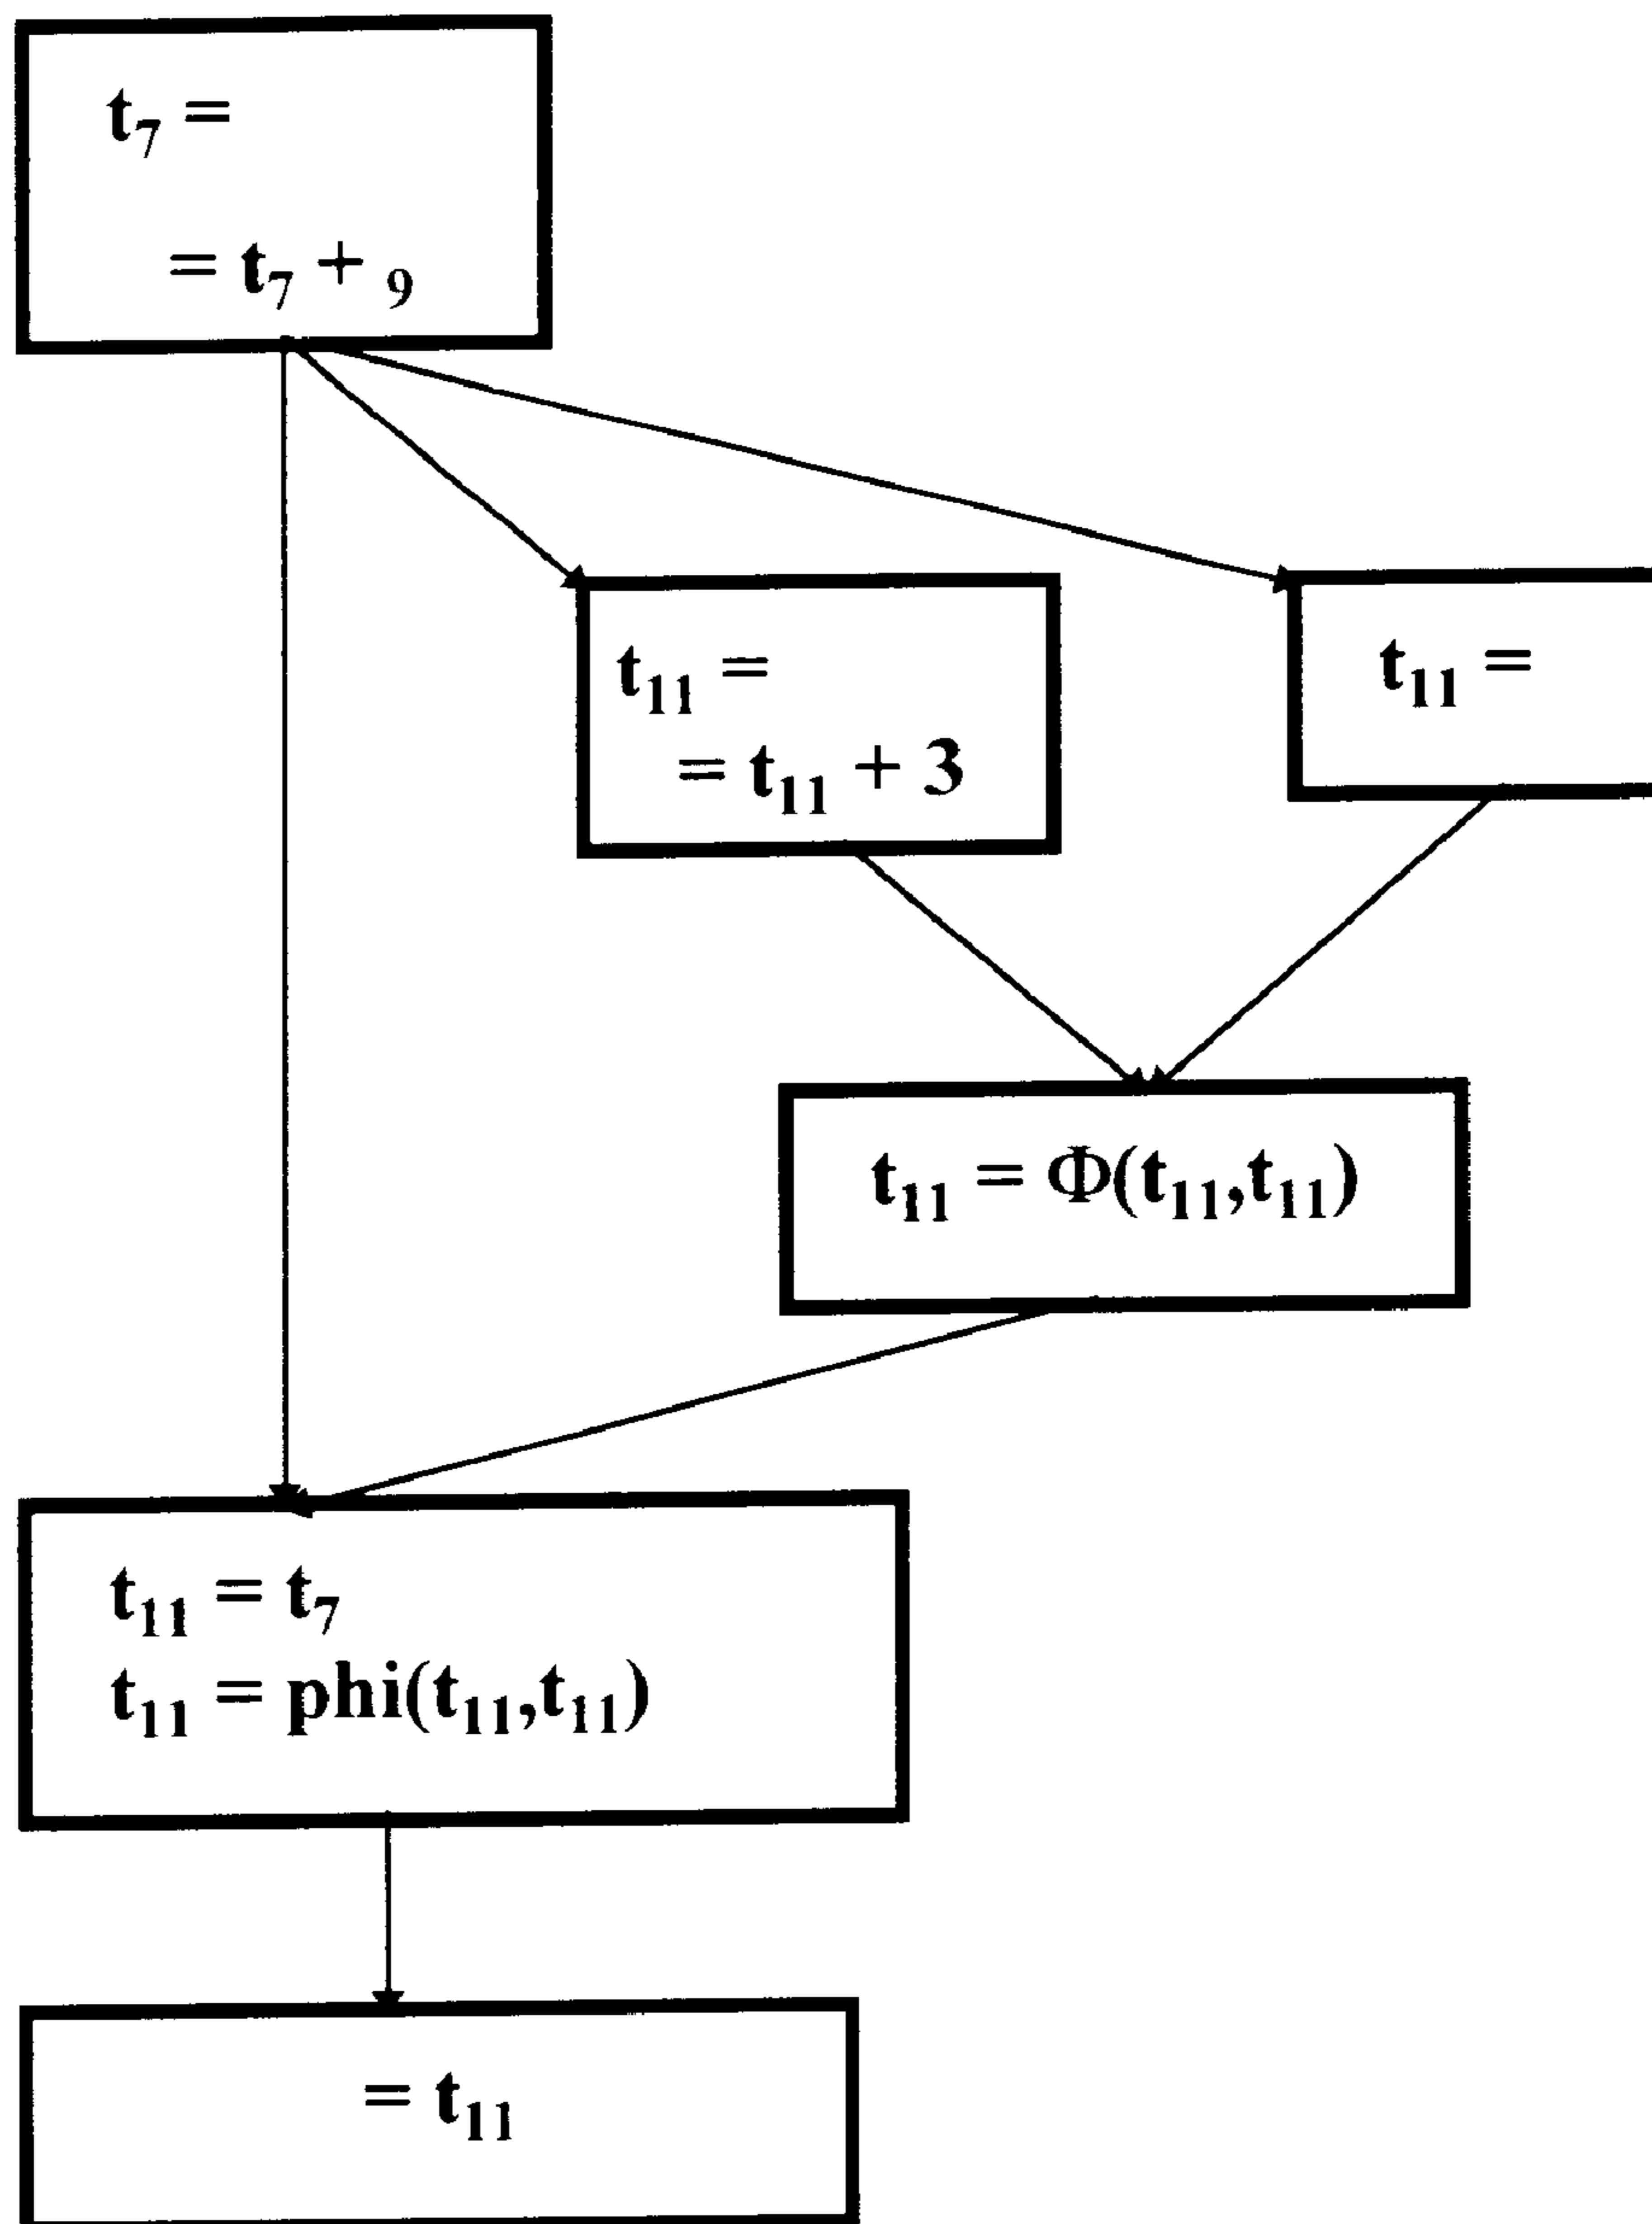 t₇ =
= t₇ + ₉
t₁₁ =
= t₁₁ + 3
t₁₁ =
t₁₁ = Φ(t₁₁,t₁₁)
t₁₁ = t₇
t₁₁ = phi(t₁₁,t₁₁)
= t₁₁